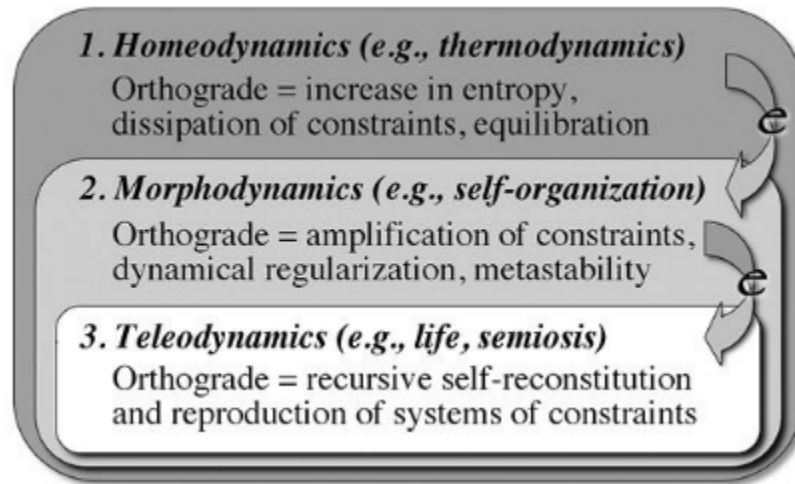 1. Homeodynamics (e.g., thermodynamics)
Orthograde = increase in entropy,
dissipation of constraints, equilibration
e
2. Morphodynamics (e.g., self-organization)
Orthograde = amplification of constraints,
dynamical regularization, metastability
e
3. Teleodynamics (e.g., life, semiosis)
Orthograde = recursive self-reconstitution
and reproduction of systems of constraints